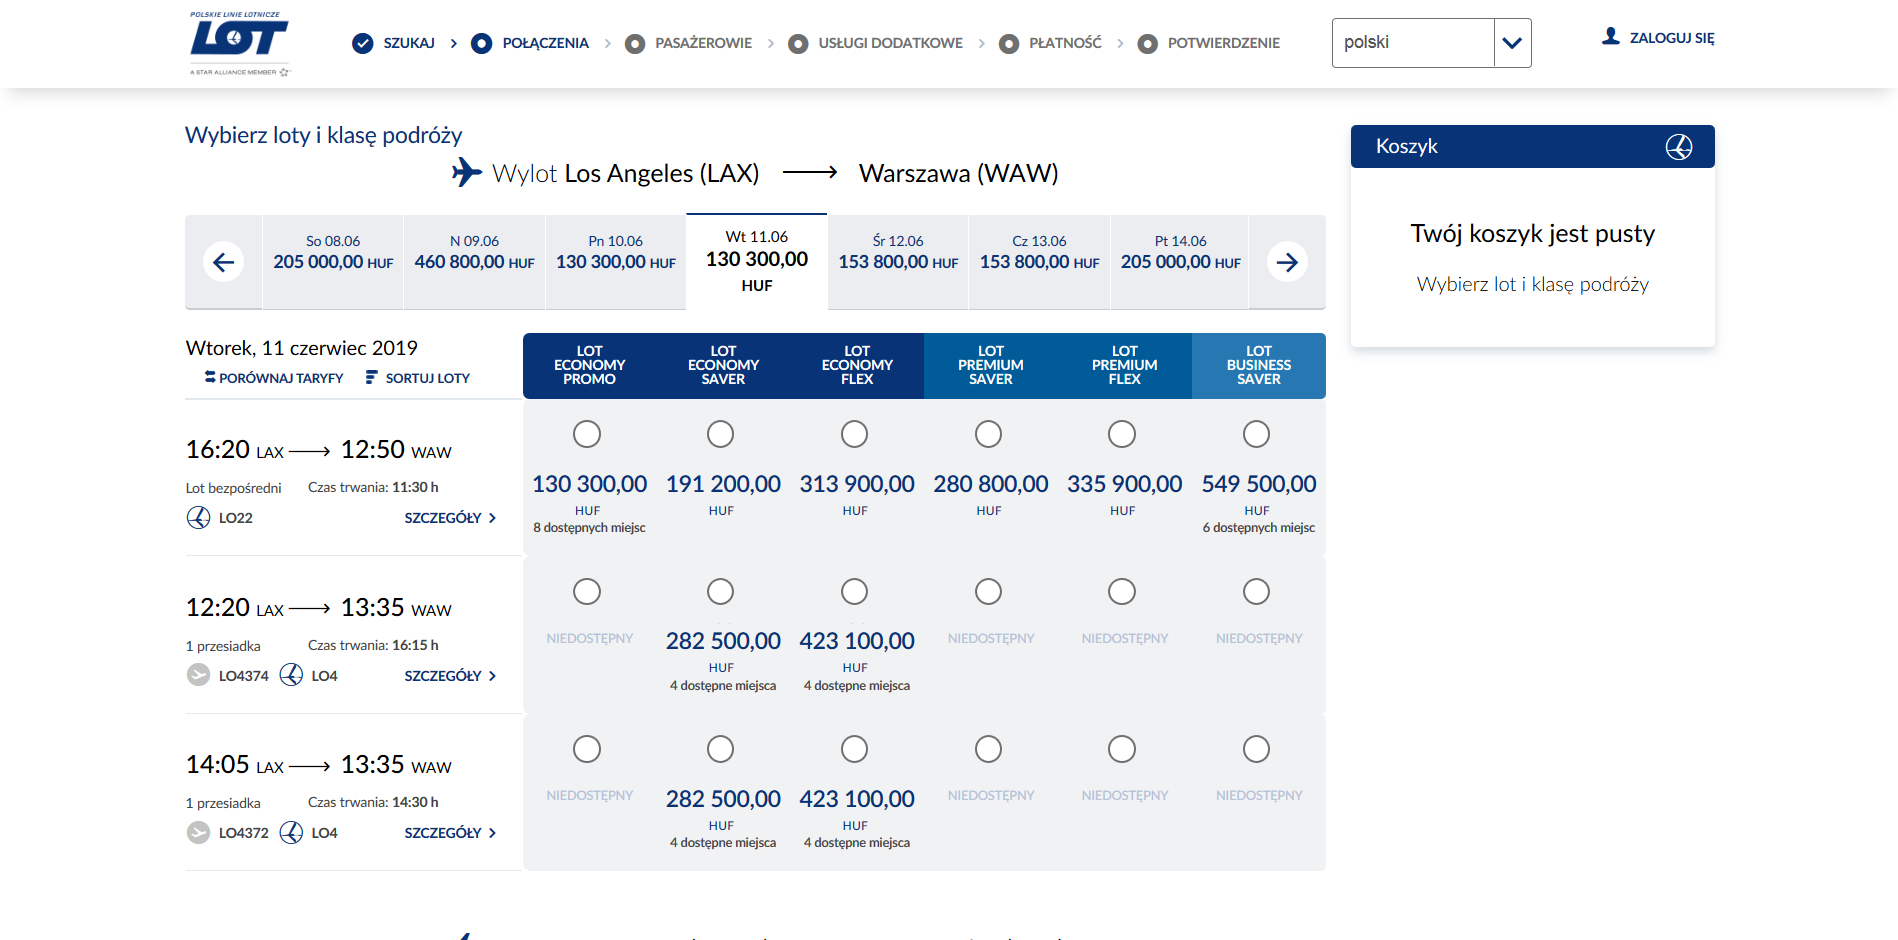 POLSKIE LINIE LOTNICZE
LOT
A STAR ALLIANCE MEMBER
SZUKAJ
POŁĄCZENIA
PASAŻEROWIE
USŁUGI DODATKOWE
PŁATNOŚĆ
POTWIERDZENIE
polski
ZALOGUJ SIĘ
Wybierz loty i klasę podróży
Wylot Los Angeles (LAX) Warszawa (WAW)
So 08.06
205 000,00 HUF
N 09.06
460 800,00 HUF
Pn 10.06
130 300,00 HUF
Wt 11.06
130 300,00
HUF
Śr 12.06
153 800,00 HUF
Cz 13.06
153 800,00 HUF
Pt 14.06
205 000,00 HUF
Koszyk
Twój koszyk jest pusty
Wybierz lot i klasę podróży
Wtorek, 11 czerwiec 2019
PORÓWNAJ TARYFY SORTUJ LOTY
LOT
ECONOMY
PROMO
LOT
ECONOMY
SAVER
LOT
ECONOMY
FLEX
LOT
PREMIUM
SAVER
LOT
PREMIUM
FLEX
LOT
BUSINESS
SAVER
16:20 LAX 12:50 WAW
Lot bezpośredni Czas trwania: 11:30 h
LO22 SZCZEGÓŁY
130 300,00
HUF
8 dostępnych miejsc
191 200,00
HUF
313 900,00
HUF
280 800,00
HUF
335 900,00
HUF
549 500,00
HUF
6 dostępnych miejsc
12:20 LAX 13:35 WAW
1 przesiadka Czas trwania: 16:15 h
LO4374 LO4 SZCZEGÓŁY
NIEDOSTĘPNY
282 500,00
HUF
4 dostępne miejsca
423 100,00
HUF
4 dostępne miejsca
NIEDOSTĘPNY
NIEDOSTĘPNY
NIEDOSTĘPNY
14:05 LAX 13:35 WAW
1 przesiadka Czas trwania: 14:30 h
LO4372 LO4 SZCZEGÓŁY
NIEDOSTĘPNY
282 500,00
HUF
4 dostępne miejsca
423 100,00
HUF
4 dostępne miejsca
NIEDOSTĘPNY
NIEDOSTĘPNY
NIEDOSTĘPNY